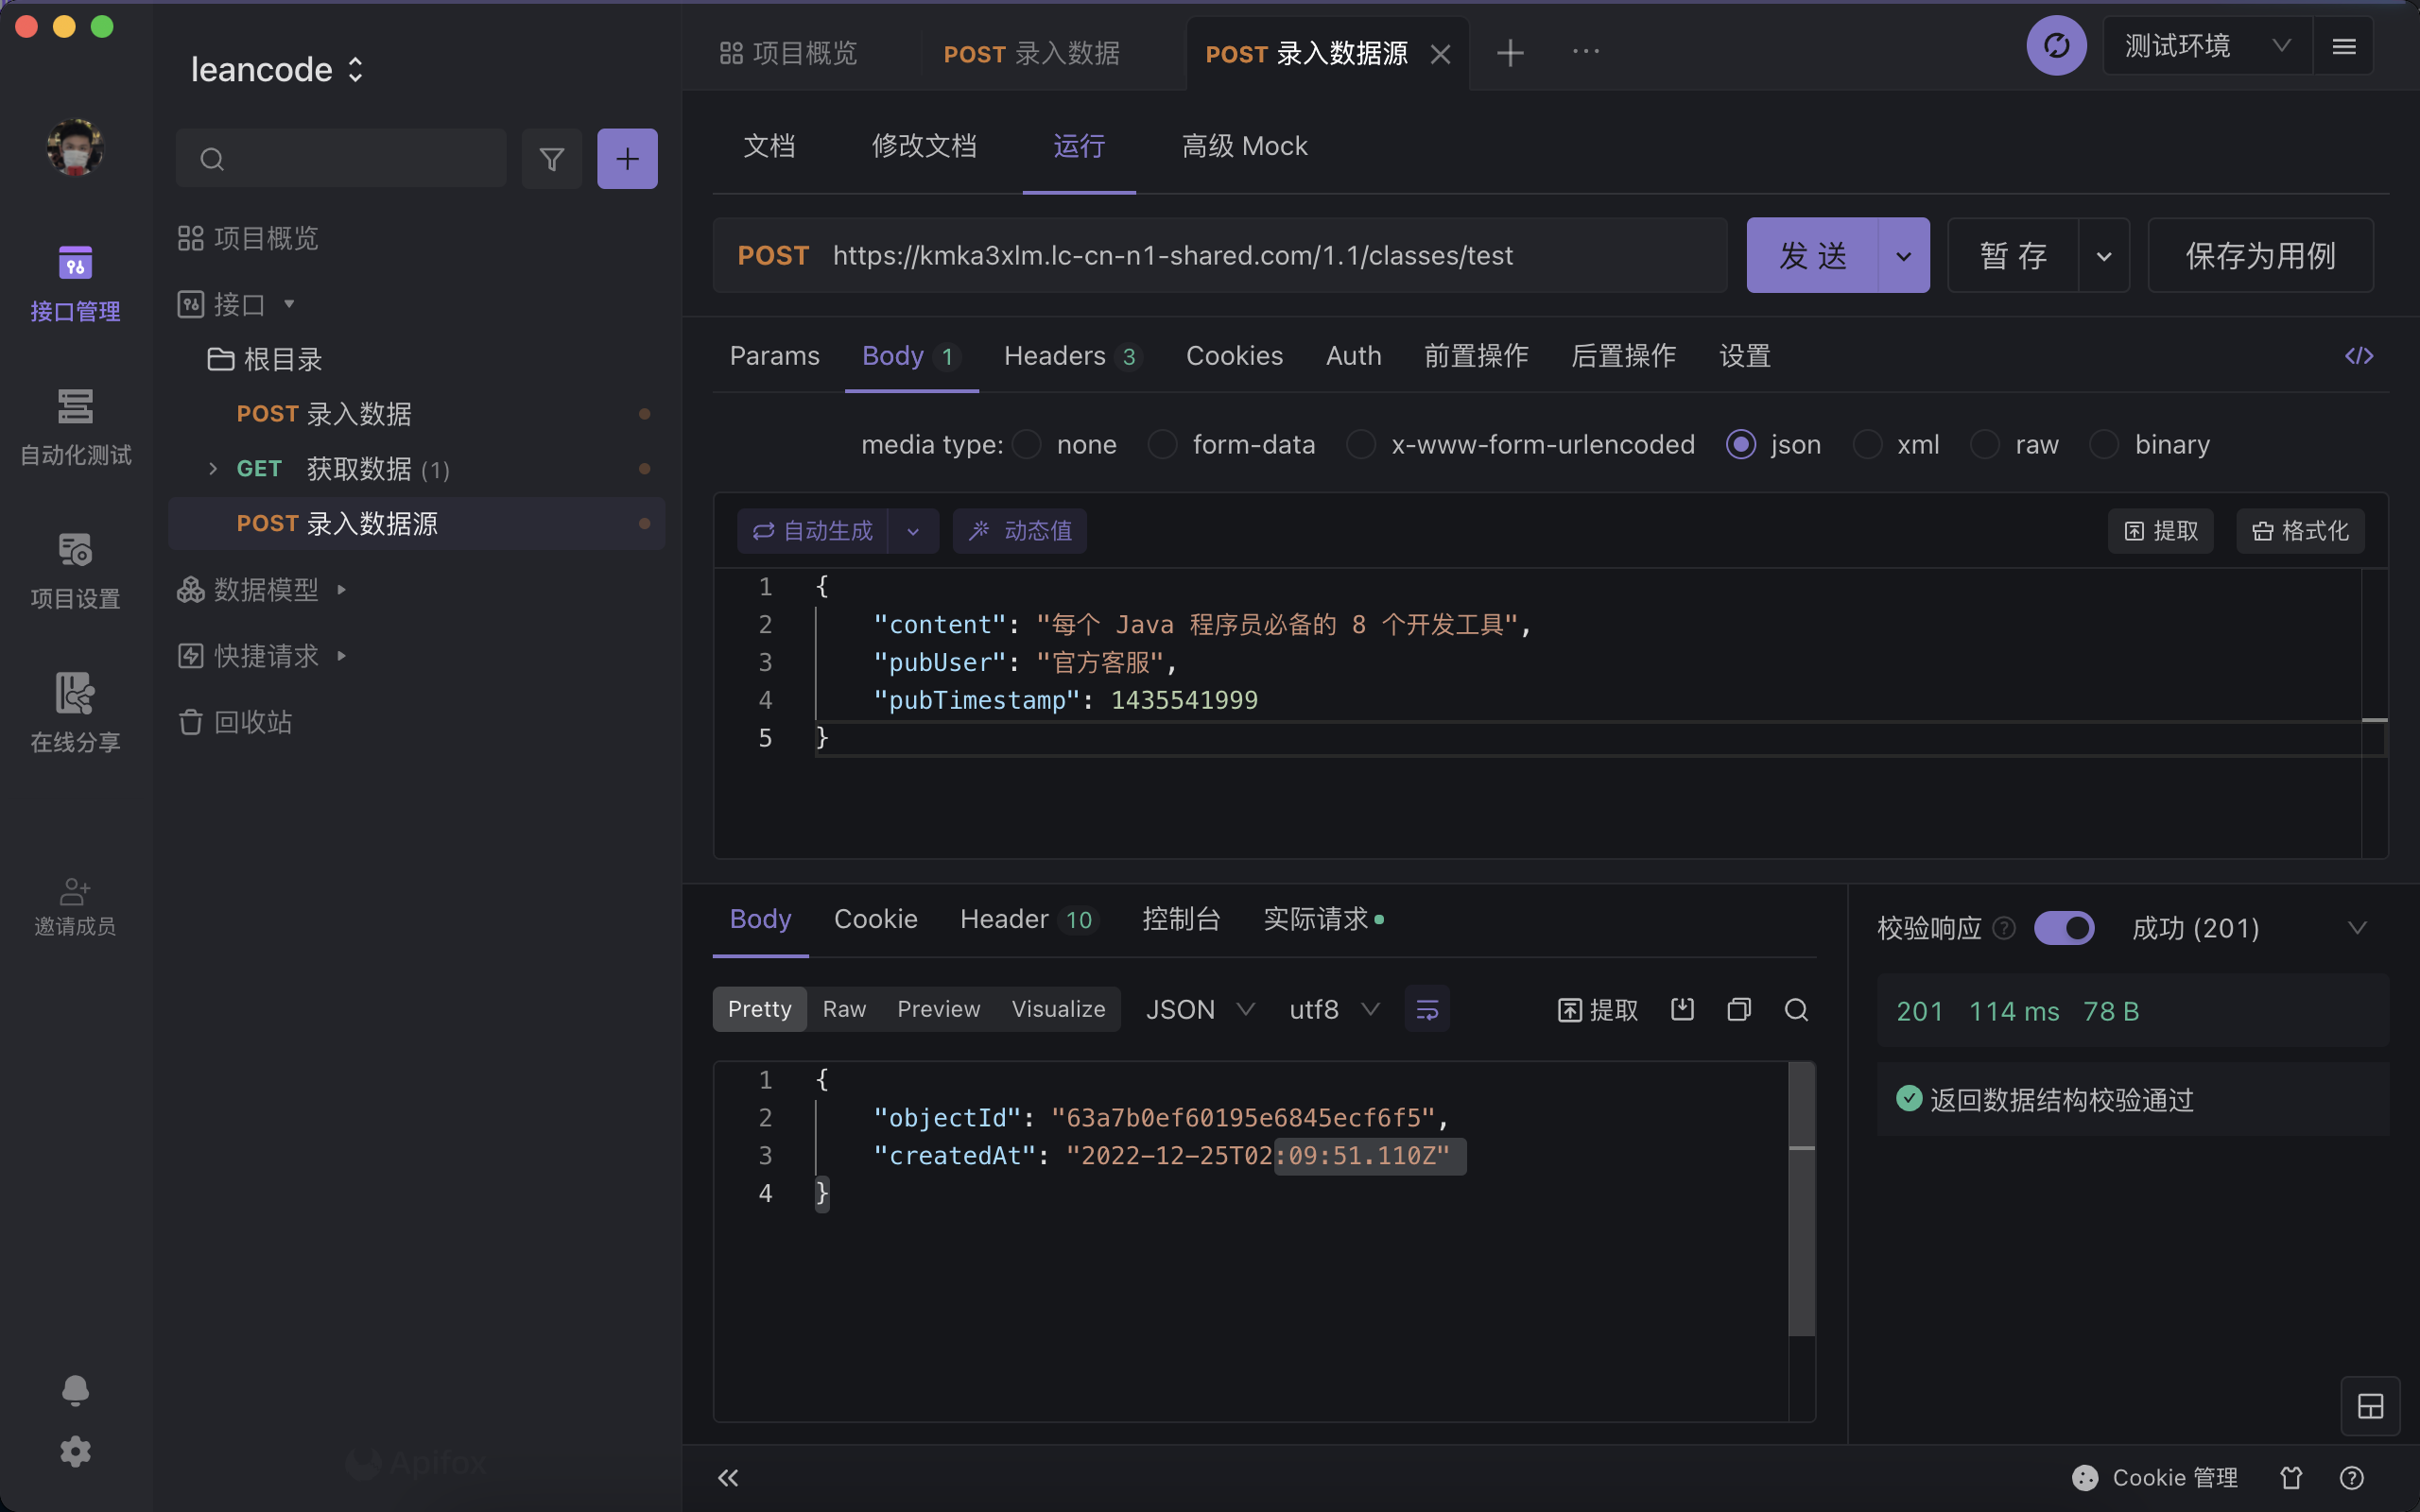 leancode
项目概览
POST 录入数据
POST 录入数据源
测试环境
接口管理
自动化测试
项目设置
在线分享
邀请成员
项目概览
接口
根目录
POST 录入数据
GET 获取数据 (1)
POST 录入数据源
数据模型
快捷请求
回收站
Apifox
文档 修改文档 运行 高级 Mock
POST https://kmka3xlm.lc-cn-n1-shared.com/1.1/classes/test
发 送 暂 存 保存为用例
Params Body 1 Headers 3 Cookies Auth 前置操作 后置操作 设置
media type: none form-data x-www-form-urlencoded json xml raw binary
自动生成 动态值 提取 格式化
1 {
2 "content": "每个 Java 程序员必备的 8 个开发工具",
3 "pubUser": "官方客服",
4 "pubTimestamp": 1435541999
5 }
Body Cookie Header 10 控制台 实际请求
Pretty Raw Preview Visualize JSON utf8 提取
1 {
2 "objectId": "63a7b0ef60195e6845ecf6f5",
3 "createdAt": "2022-12-25T02:09:51.110Z"
4 }
校验响应 成功 (201)
201 114 ms 78 B
返回数据结构校验通过
Cookie 管理